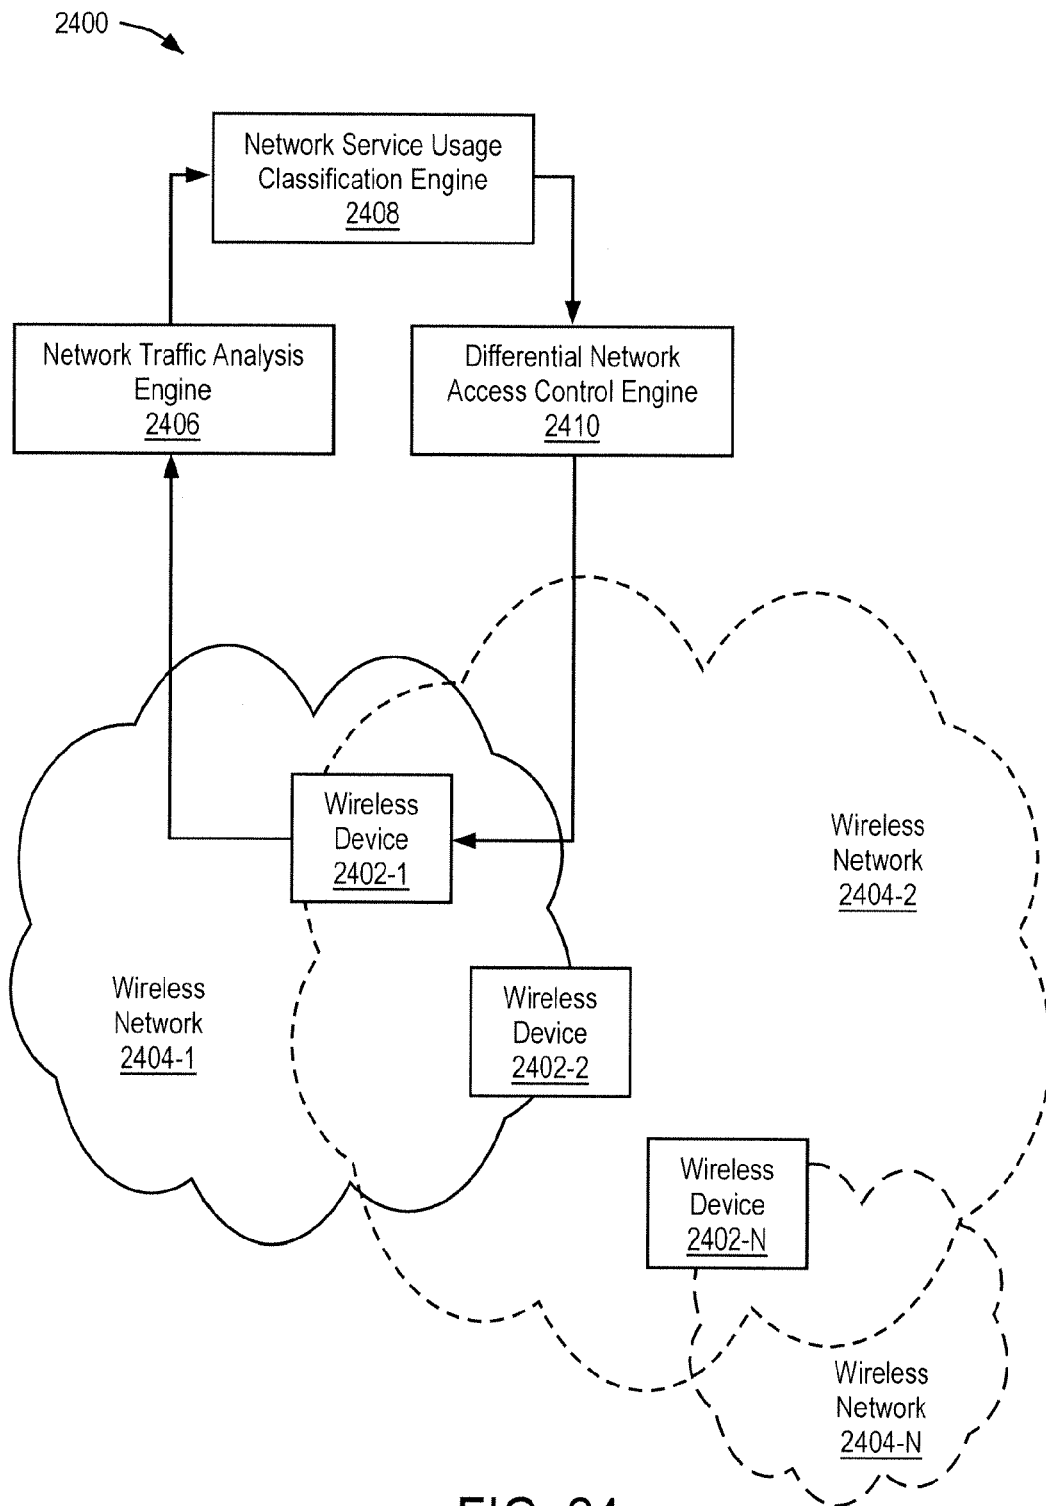 2400
Network Service Usage
Classification Engine
2408
Network Traffic Analysis
Engine
2406
Differential Network
Access Control Engine
2410
Wireless
Device
2402-1
Wireless
Network
2404-2
Wireless
Device
2402-2
Wireless
Network
2404-1
Wireless
Device
2402-N
Wireless
Network
2404-N
FIG. 24